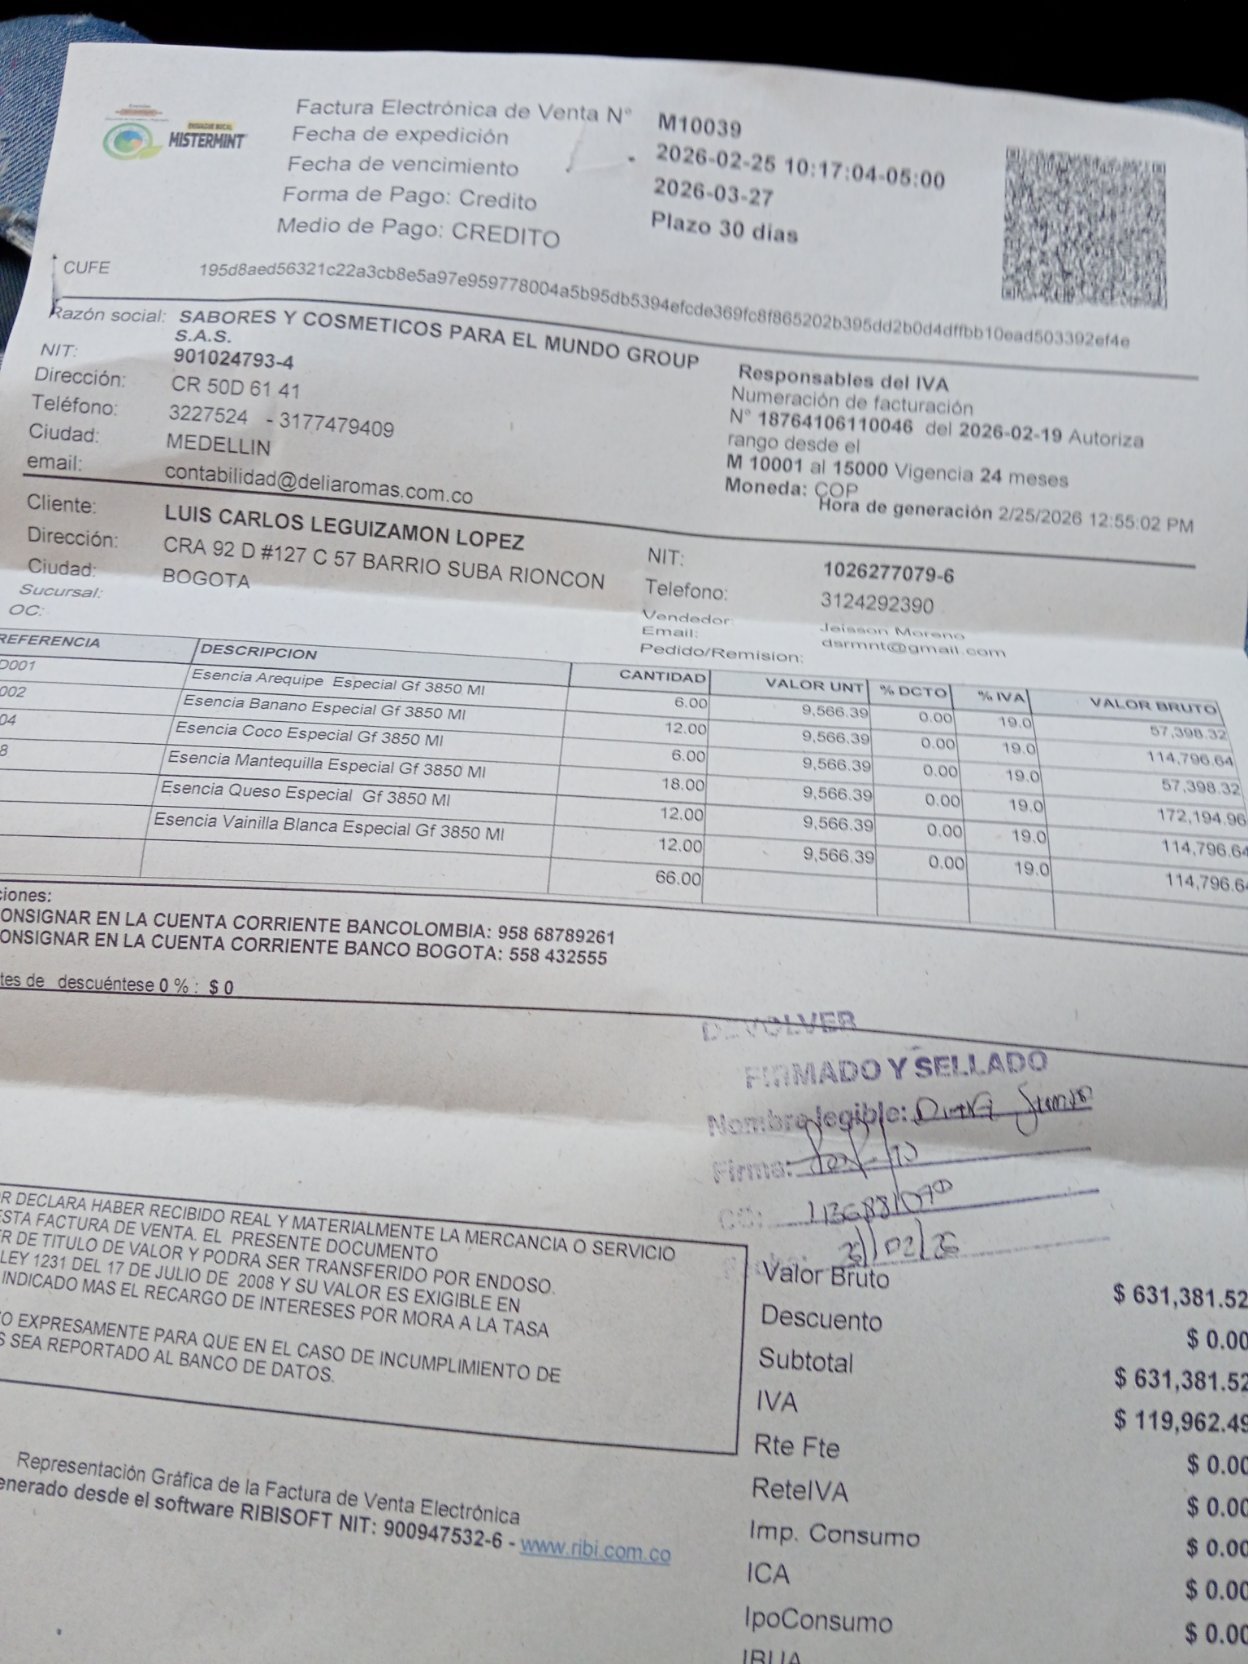 MISTERMINT
Factura Electrónica de Venta N° M10039
Fecha de expedición 2026-02-25 10:17:04-05:00
Fecha de vencimiento 2026-03-27
Forma de Pago: Credito Plazo 30 dias
Medio de Pago: CREDITO
CUFE 195d8aed56321c22a3cb8e5a97e959778004a5b95db5394efcde369fc8f865202b395dd2b0d4dffbb10ead503392ef4e
Razón social: SABORES Y COSMETICOS PARA EL MUNDO GROUP
S.A.S.
NIT: 901024793-4
Dirección: CR 50D 61 41
Teléfono: 3227524 - 3177479409
Ciudad: MEDELLIN
email: contabilidad@deliaromas.com.co
Responsables del IVA
Numeración de facturación
N° 18764106110046 del 2026-02-19 Autoriza
rango desde el
M 10001 al 15000 Vigencia 24 meses
Moneda: COP
Hora de generación 2/25/2026 12:55:02 PM
Cliente: LUIS CARLOS LEGUIZAMON LOPEZ
Dirección: CRA 92 D #127 C 57 BARRIO SUBA RIONCON
Ciudad: BOGOTA
Sucursal:
OC:
NIT: 1026277079-6
Telefono: 3124292390
Vendedor: Jeisson Moreno
Email: dsrmnt@gmail.com
Pedido/Remision:
REFERENCIA DESCRIPCION CANTIDAD VALOR UNT % DCTO % IVA VALOR BRUTO
D001 Esencia Arequipe Especial Gf 3850 Ml 6.00 9,566.39 0.00 19.0 57,398.32
002 Esencia Banano Especial Gf 3850 Ml 12.00 9,566.39 0.00 19.0 114,796.64
04 Esencia Coco Especial Gf 3850 Ml 6.00 9,566.39 0.00 19.0 57,398.32
8 Esencia Mantequilla Especial Gf 3850 Ml 18.00 9,566.39 0.00 19.0 172,194.96
Esencia Queso Especial Gf 3850 Ml 12.00 9,566.39 0.00 19.0 114,796.64
Esencia Vainilla Blanca Especial Gf 3850 Ml 12.00 9,566.39 0.00 19.0 114,796.64
66.00
ciones:
ONSIGNAR EN LA CUENTA CORRIENTE BANCOLOMBIA: 958 68789261
ONSIGNAR EN LA CUENTA CORRIENTE BANCO BOGOTA: 558 432555
tes de descuéntese 0 % : $ 0
DEVOLVER
FIRMADO Y SELLADO
Nombre legible:
Firma:
CC:
R DECLARA HABER RECIBIDO REAL Y MATERIALMENTE LA MERCANCIA O SERVICIO
ESTA FACTURA DE VENTA. EL PRESENTE DOCUMENTO
ER DE TITULO DE VALOR Y PODRA SER TRANSFERIDO POR ENDOSO.
LEY 1231 DEL 17 DE JULIO DE 2008 Y SU VALOR ES EXIGIBLE EN
INDICADO MAS EL RECARGO DE INTERESES POR MORA A LA TASA
O EXPRESAMENTE PARA QUE EN EL CASO DE INCUMPLIMIENTO DE
S SEA REPORTADO AL BANCO DE DATOS.
Valor Bruto $ 631,381.52
Descuento $ 0.00
Subtotal $ 631,381.52
IVA $ 119,962.49
Rte Fte $ 0.00
ReteIVA $ 0.00
Imp. Consumo $ 0.00
ICA $ 0.00
IpoConsumo $ 0.00
IBUA
Representación Gráfica de la Factura de Venta Electrónica
enerado desde el software RIBISOFT NIT: 900947532-6 - www.ribi.com.co